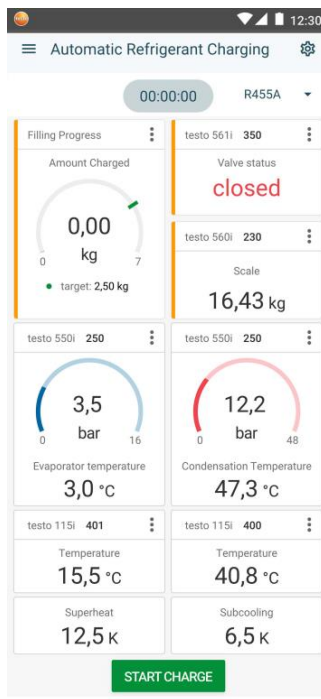 12:30
Automatic Refrigerant Charging
00:00:00
R455A
Filling Progress
Amount Charged
0,00
kg
0
7
target: 2,50 kg
testo 561i 350
Valve status
closed
testo 560i 230
Scale
16,43 kg
testo 550i 250
3,5
bar
0
16
Evaporator temperature
3,0 °C
testo 550i 250
12,2
bar
0
48
Condensation Temperature
47,3 °C
testo 115i 401
Temperature
15,5 °C
testo 115i 400
Temperature
40,8 °C
Superheat
12,5 K
Subcooling
6,5 K
START CHARGE